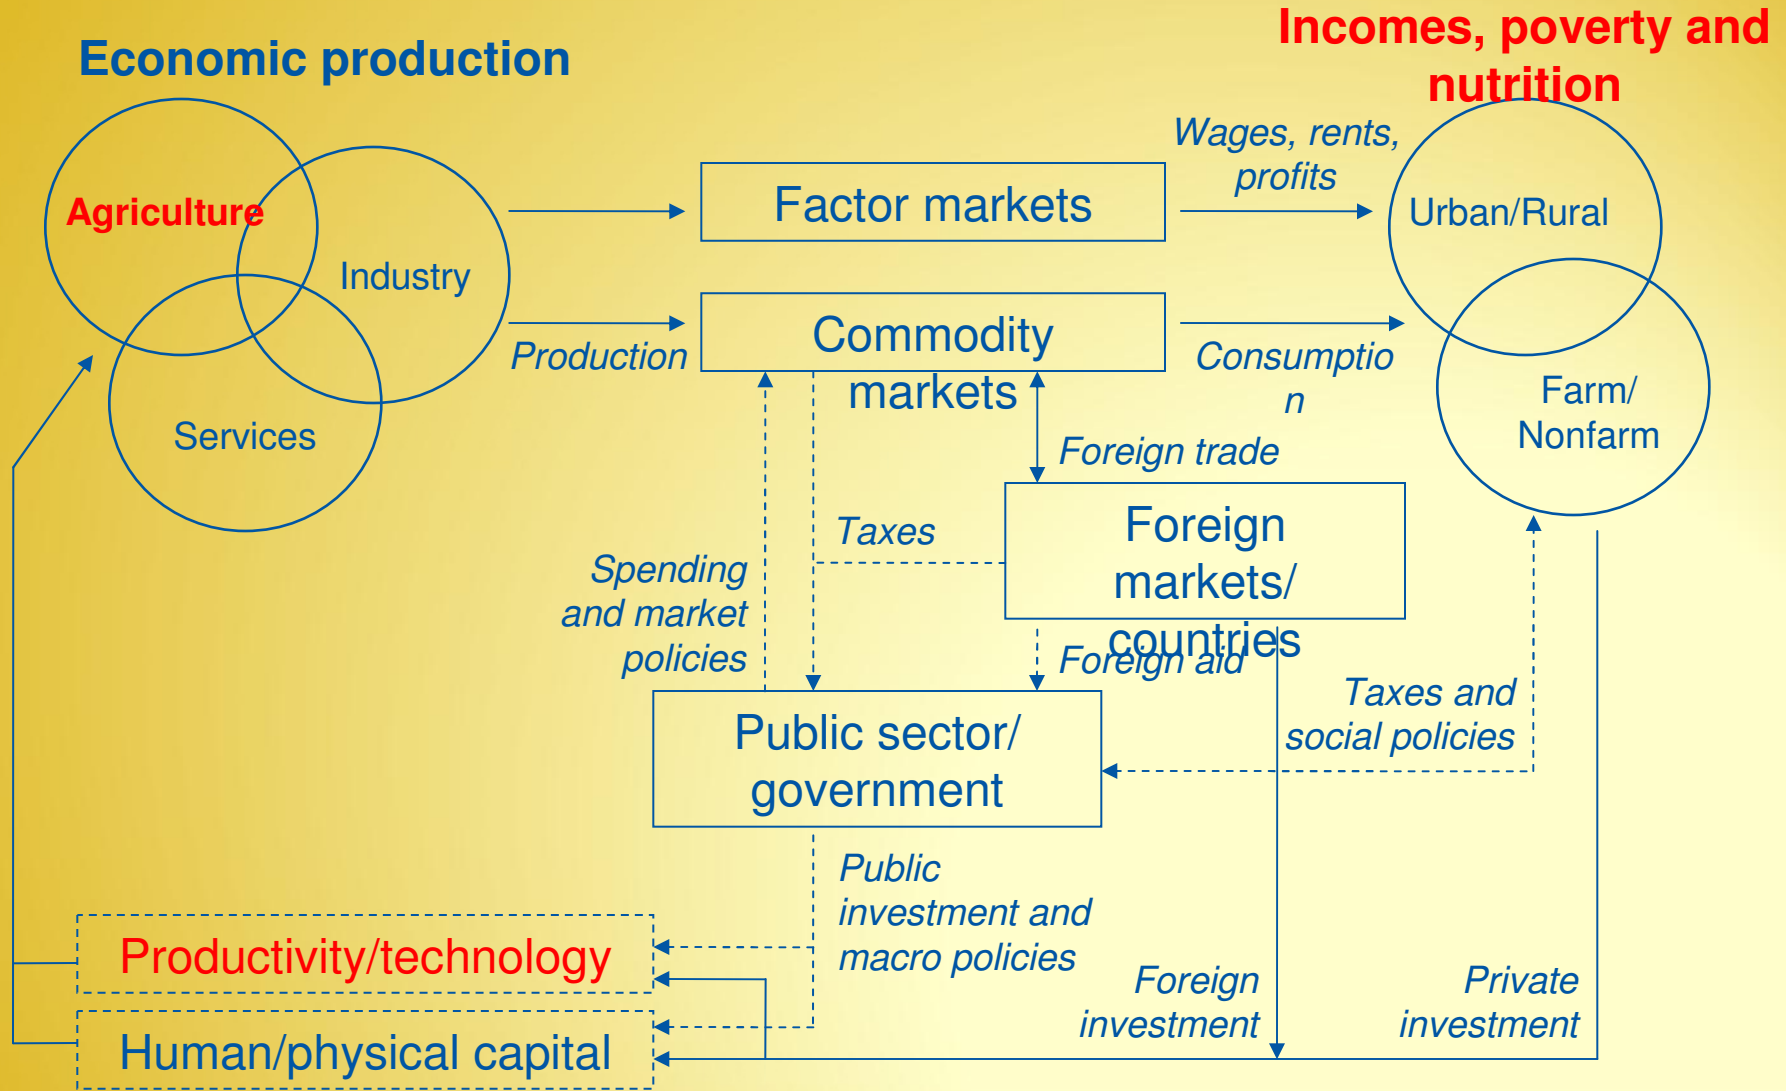 Economic production
Incomes, poverty and
nutrition
Agriculture
Industry
Services
Factor markets
Wages, rents,
profits
Urban/Rural
Production
Commodity
markets
Consumptio
n
Farm/
Nonfarm
Foreign trade
Taxes
Foreign
markets/
countries
Spending
and market
policies
Foreign aid
Taxes and
social policies
Public sector/
government
Public
investment and
macro policies
Productivity/technology
Human/physical capital
Foreign
investment
Private
investment